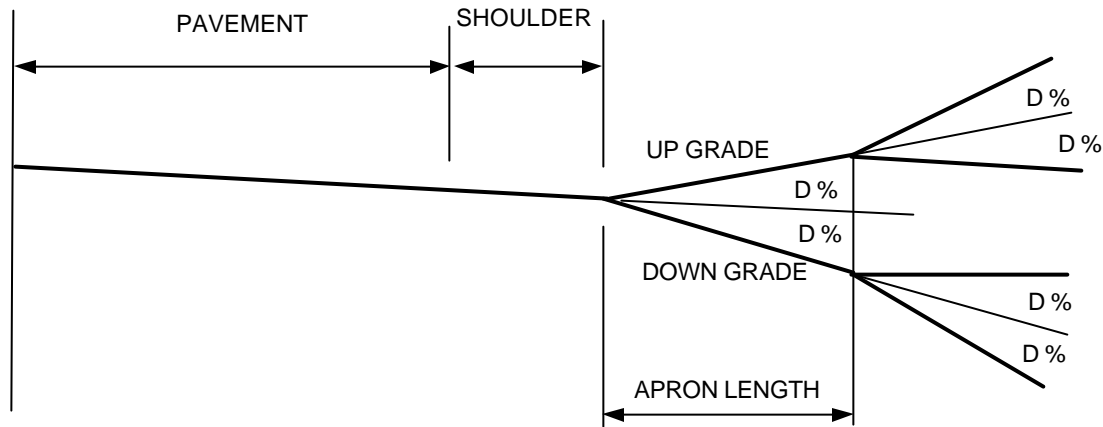 PAVEMENT
SHOULDER
D %
UP GRADE
D %
D %
D %
DOWN GRADE
D %
D %
APRON LENGTH